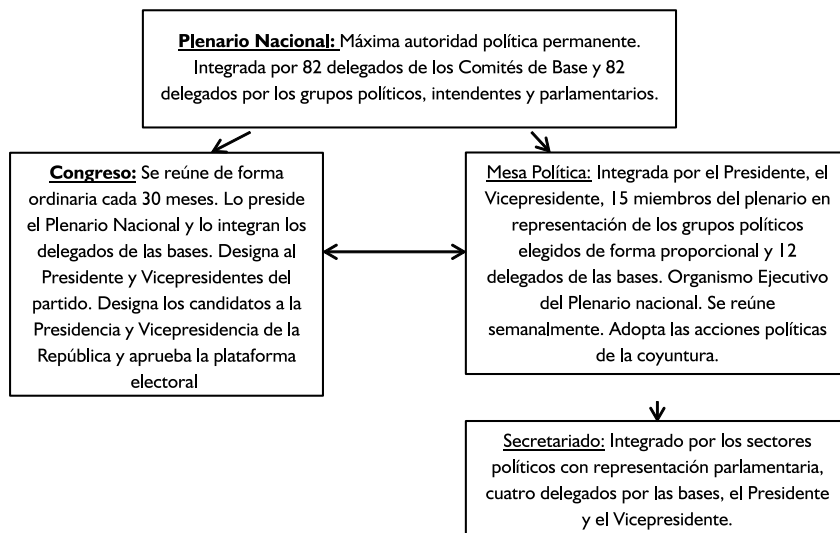 Plenario Nacional: Máxima autoridad política permanente.
Integrada por 82 delegados de los Comités de Base y 82
delegados por los grupos políticos, intendentes y parlamentarios.
Congreso: Se reúne de forma
ordinaria cada 30 meses. Lo preside
el Plenario Nacional y lo integran los
delegados de las bases. Designa al
Presidente y Vicepresidentes del
partido. Designa los candidatos a la
Presidencia y Vicepresidencia de la
República y aprueba la plataforma
electoral
Mesa Política: Integrada por el Presidente, el
Vicepresidente, 15 miembros del plenario en
representación de los grupos políticos
elegidos de forma proporcional y 12
delegados de las bases. Organismo Ejecutivo
del Plenario nacional. Se reúne
semanalmente. Adopta las acciones políticas
de la coyuntura.
Secretariado: Integrado por los sectores
políticos con representación parlamentaria,
cuatro delegados por las bases, el Presidente
y el Vicepresidente.